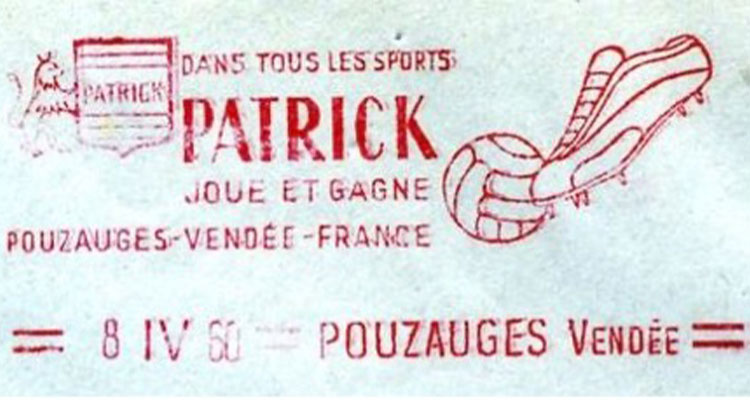 PATRICK
DANS TOUS LES SPORTS
PATRICK
JOUE ET GAGNE
POUZAUGES-VENDÉE-FRANCE
= 8 IV 60 = POUZAUGES VENDÉE =